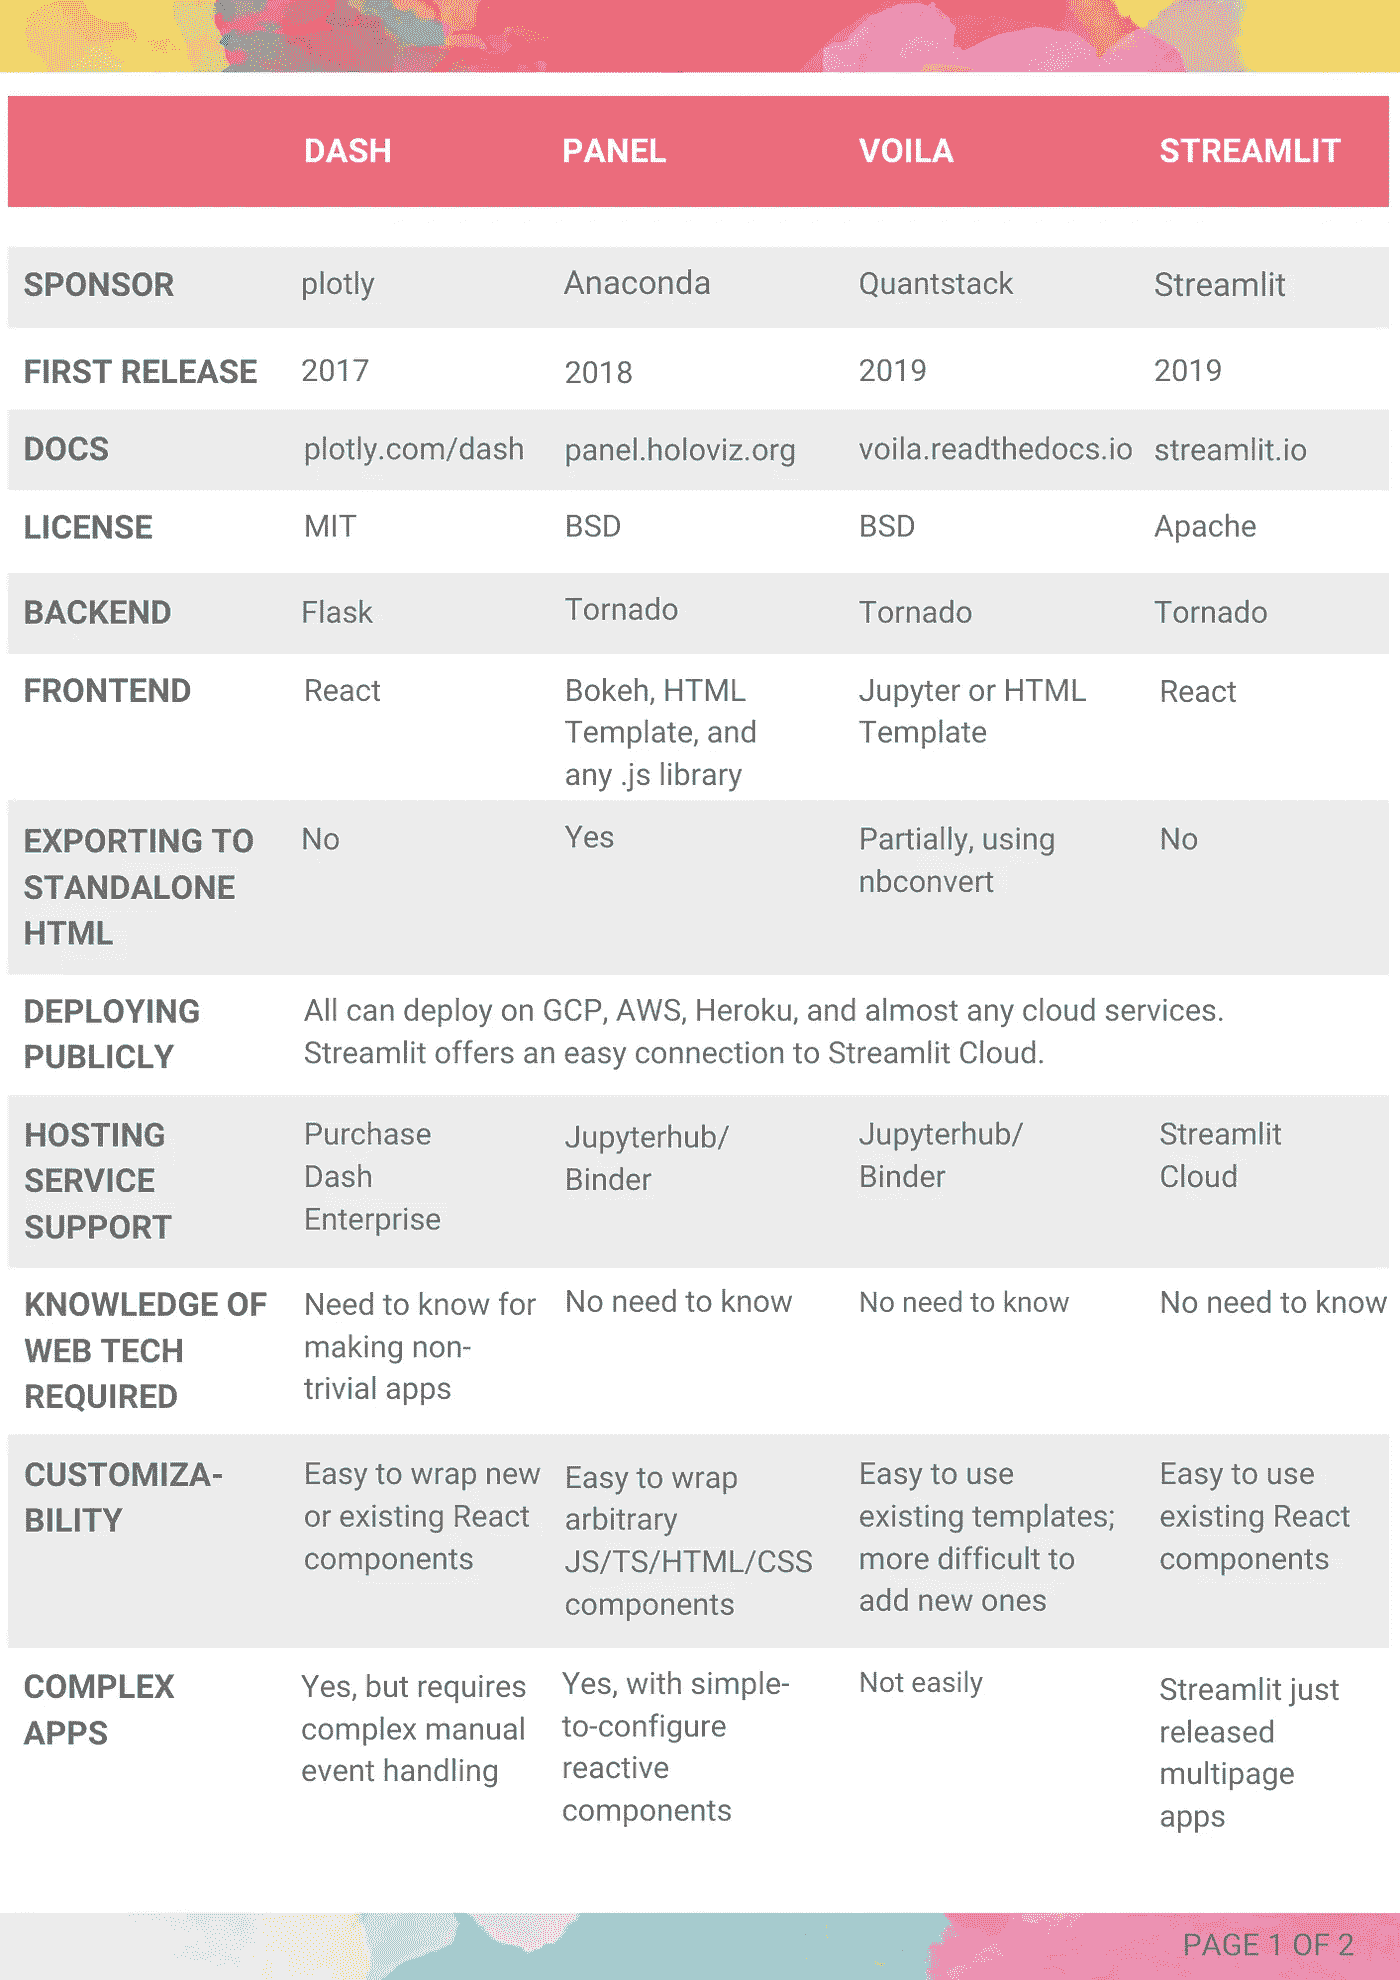 DASH PANEL VOILA STREAMLIT
SPONSOR plotly Anaconda Quantstack Streamlit
FIRST RELEASE 2017 2018 2019 2019
DOCS plotly.com/dash panel.holoviz.org voila.readthedocs.io streamlit.io
LICENSE MIT BSD BSD Apache
BACKEND Flask Tornado Tornado Tornado
FRONTEND React Bokeh, HTML Jupyter or HTML React
Template, and Template
any .js library
EXPORTING TO No Yes Partially, using No
STANDALONE nbconvert
HTML
DEPLOYING All can deploy on GCP, AWS, Heroku, and almost any cloud services.
PUBLICLY Streamlit offers an easy connection to Streamlit Cloud.
HOSTING Purchase Jupyterhub/ Jupyterhub/ Streamlit
SERVICE Dash Binder Binder Cloud
SUPPORT Enterprise
KNOWLEDGE OF Need to know for No need to know No need to know No need to know
WEB TECH making non-
REQUIRED trivial apps
CUSTOMIZA- Easy to wrap new Easy to wrap Easy to use Easy to use
BILITY or existing React arbitrary existing templates; existing React
components JS/TS/HTML/CSS more difficult to components
components add new ones
COMPLEX Yes, but requires Yes, with simple- Not easily Streamlit just
APPS complex manual to-configure released
event handling reactive multipage
components apps
PAGE 1 OF 2